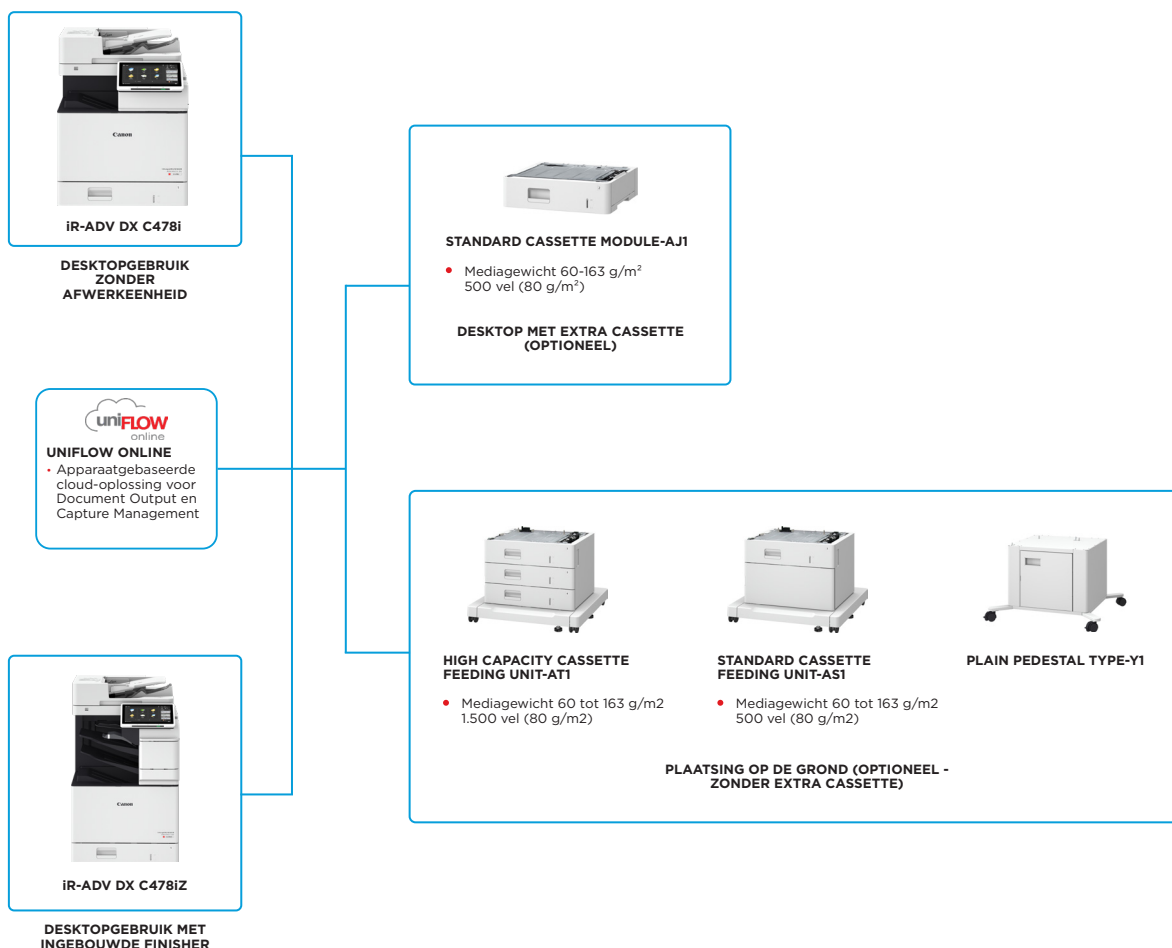 Canon
iR-ADV DX C478i
DESKTOPGEBRUIK
ZONDER
AFWERKEENHEID
uniFLOW
online
UNIFLOW ONLINE
• Apparaatgebaseerde
cloud-oplossing voor
Document Output en
Capture Management
Canon
iR-ADV DX C478iZ
DESKTOPGEBRUIK MET
INGEBOUWDE FINISHER
STANDARD CASSETTE MODULE-AJ1
• Mediagewicht 60-163 g/m²
500 vel (80 g/m²)
DESKTOP MET EXTRA CASSETTE
(OPTIONEEL)
HIGH CAPACITY CASSETTE
FEEDING UNIT-AT1
• Mediagewicht 60 tot 163 g/m2
1.500 vel (80 g/m2)
STANDARD CASSETTE
FEEDING UNIT-AS1
• Mediagewicht 60 tot 163 g/m2
500 vel (80 g/m2)
PLAIN PEDESTAL TYPE-Y1
PLAATSING OP DE GROND (OPTIONEEL -
ZONDER EXTRA CASSETTE)